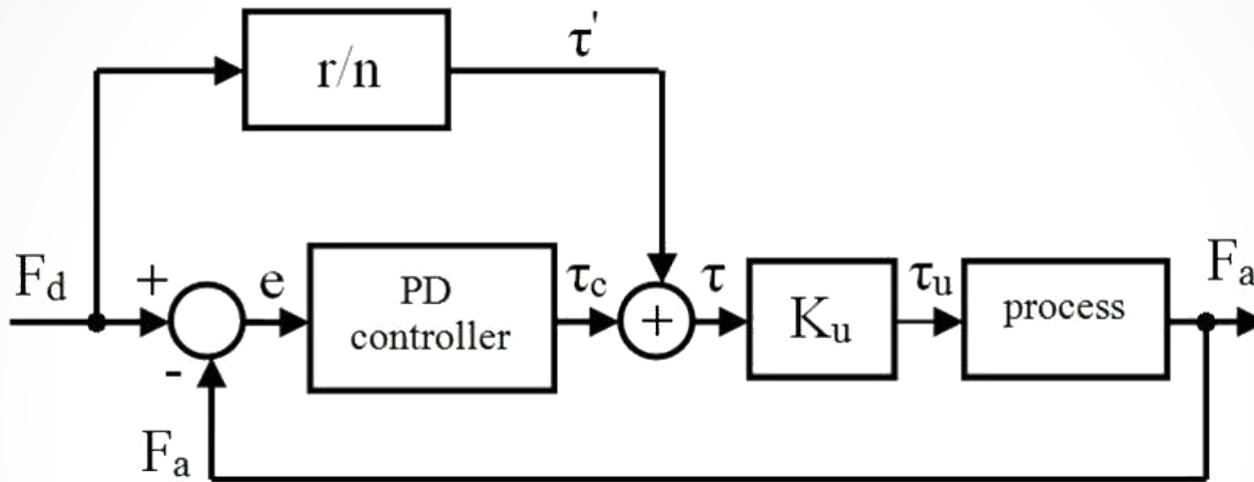 r/n
τ'
F_d
+
-
e
PD
controller
τ_c
+
τ
K_u
τ_u
process
F_a
F_a